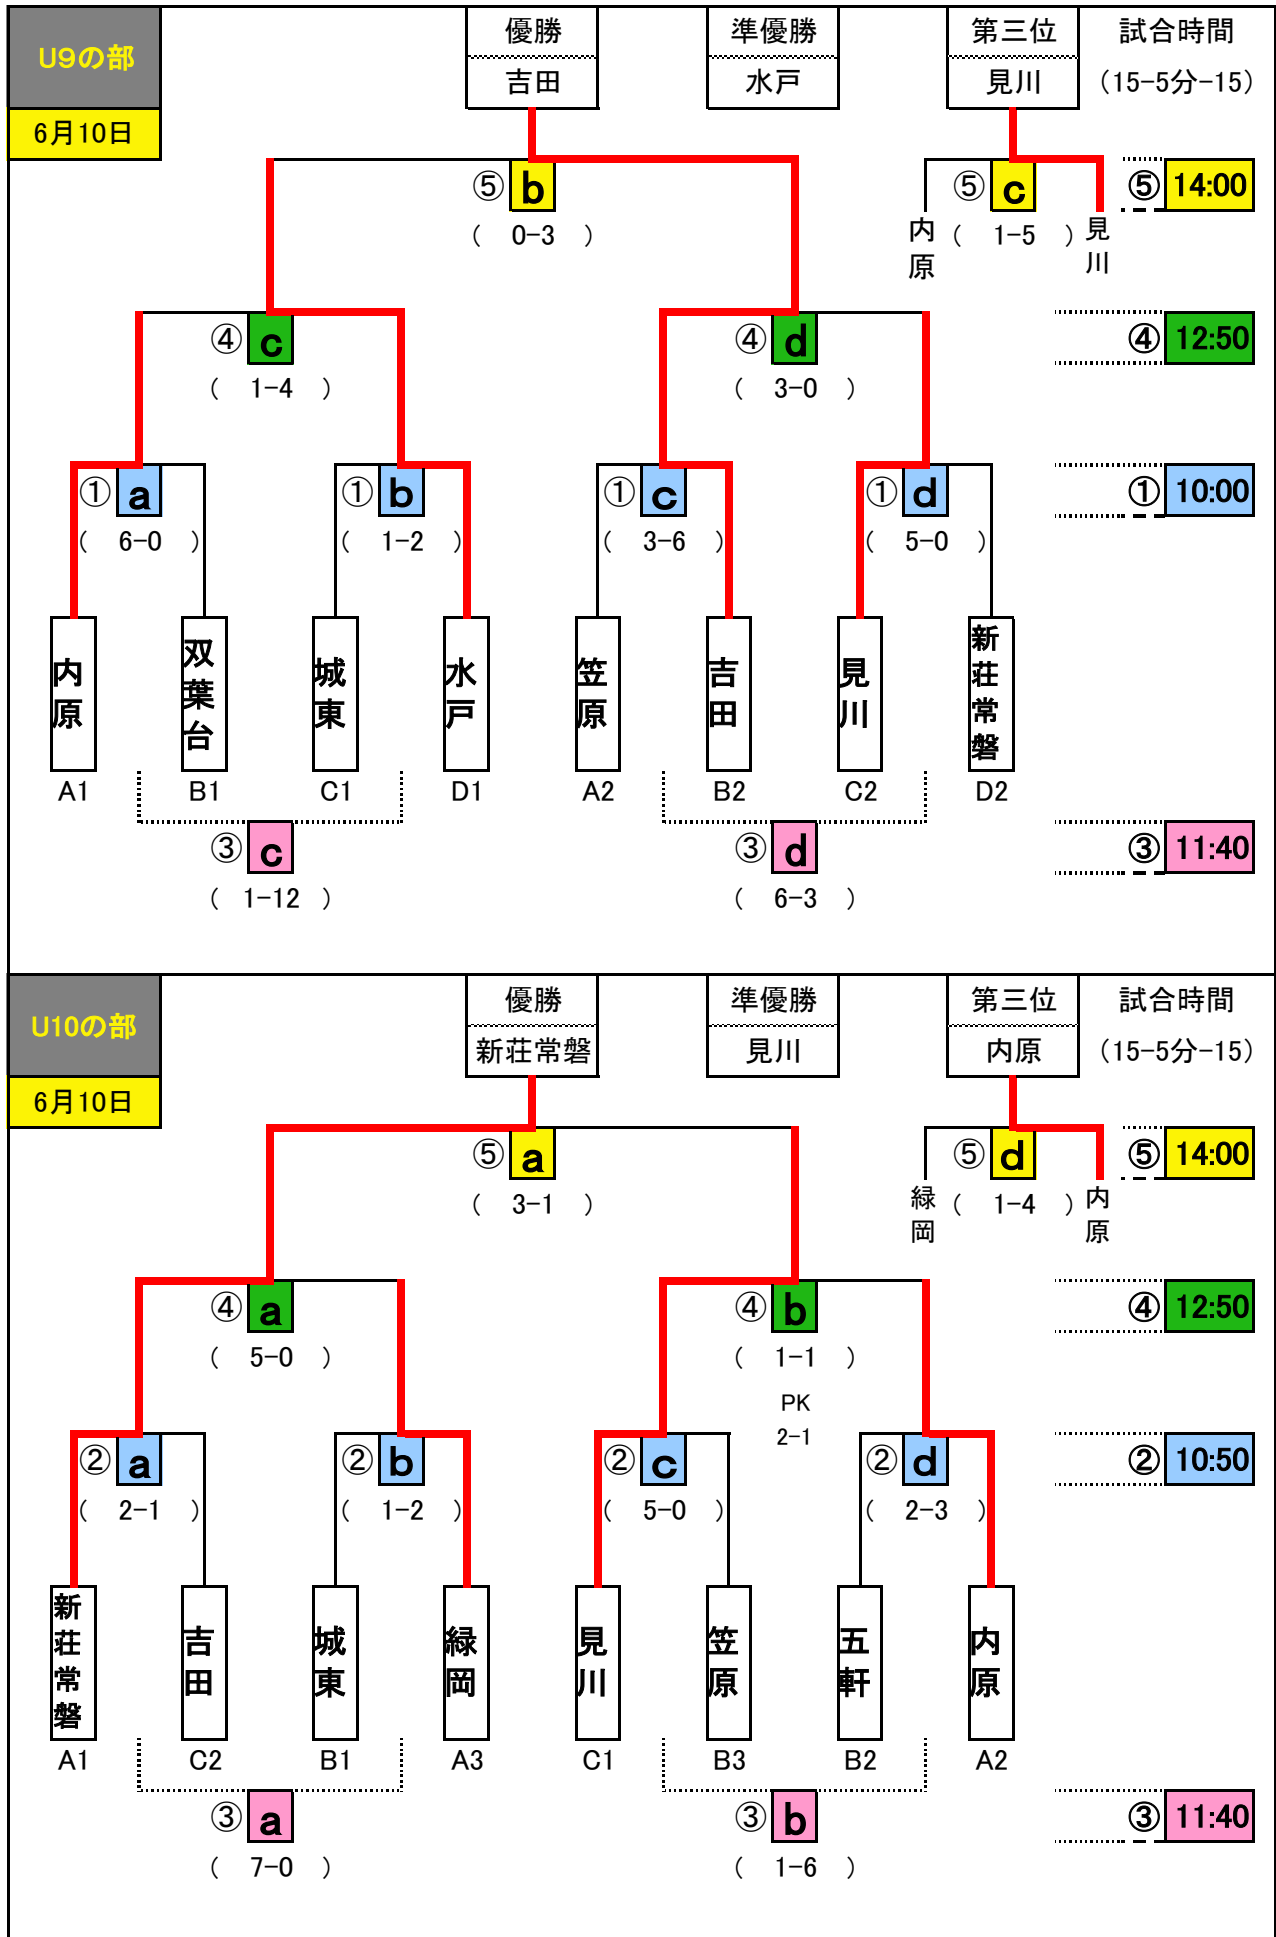 U9の部
優勝
準優勝
第三位
試合時間
吉田
水戸
見川
（15-5分-15）
6月10日
⑤ b
⑤ c
⑤ 14:00
（ 0-3 ）
内原
（ 1-5 ）
見川
④ c
④ d
④ 12:50
（ 1-4 ）
（ 3-0 ）
① a
① b
① c
① d
① 10:00
（ 6-0 ）
（ 1-2 ）
（ 3-6 ）
（ 5-0 ）
内原
双葉台
城東
水戸
笠原
吉田
見川
新荘常磐
A1
B1
C1
D1
A2
B2
C2
D2
③ c
③ d
③ 11:40
（ 1-12 ）
（ 6-3 ）
U10の部
優勝
準優勝
第三位
試合時間
新荘常磐
見川
内原
（15-5分-15）
6月10日
⑤ a
⑤ d
⑤ 14:00
（ 3-1 ）
緑岡
（ 1-4 ）
内原
④ a
④ b
④ 12:50
（ 5-0 ）
（ 1-1 ）
PK
2-1
② a
② b
② c
② d
② 10:50
（ 2-1 ）
（ 1-2 ）
（ 5-0 ）
（ 2-3 ）
新荘常磐
吉田
城東
緑岡
見川
笠原
五軒
内原
A1
C2
B1
A3
C1
B3
B2
A2
③ a
③ b
③ 11:40
（ 7-0 ）
（ 1-6 ）